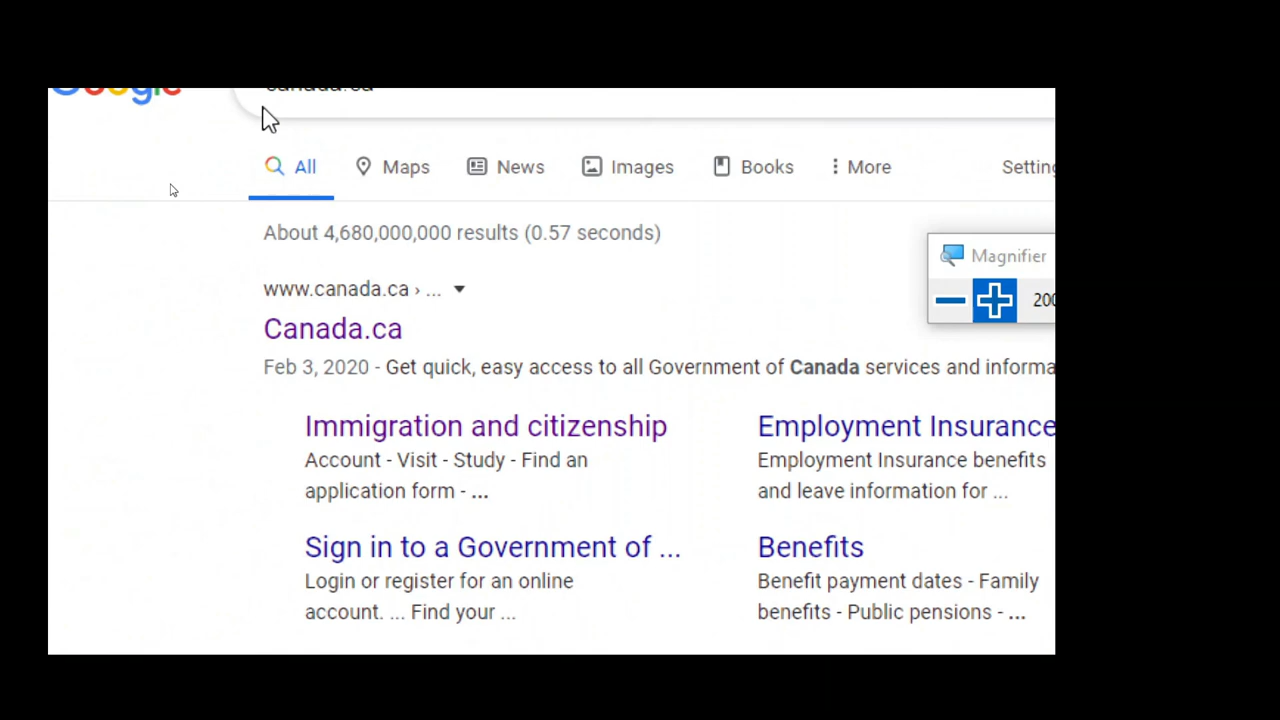 Google
canada.ca
All Maps News Images Books More
About 4,680,000,000 results (0.57 seconds)
Magnifier
www.canada.ca › ...
Canada.ca
Feb 3, 2020 - Get quick, easy access to all Government of Canada services and
Immigration and citizenship
Account - Visit - Study - Find an
application form - ...
Employment Insurance
Employment Insurance benefits
and leave information for ...
Sign in to a Government of ...
Login or register for an online
account. ... Find your ...
Benefits
Benefit payment dates - Family
benefits - Public pensions - ...